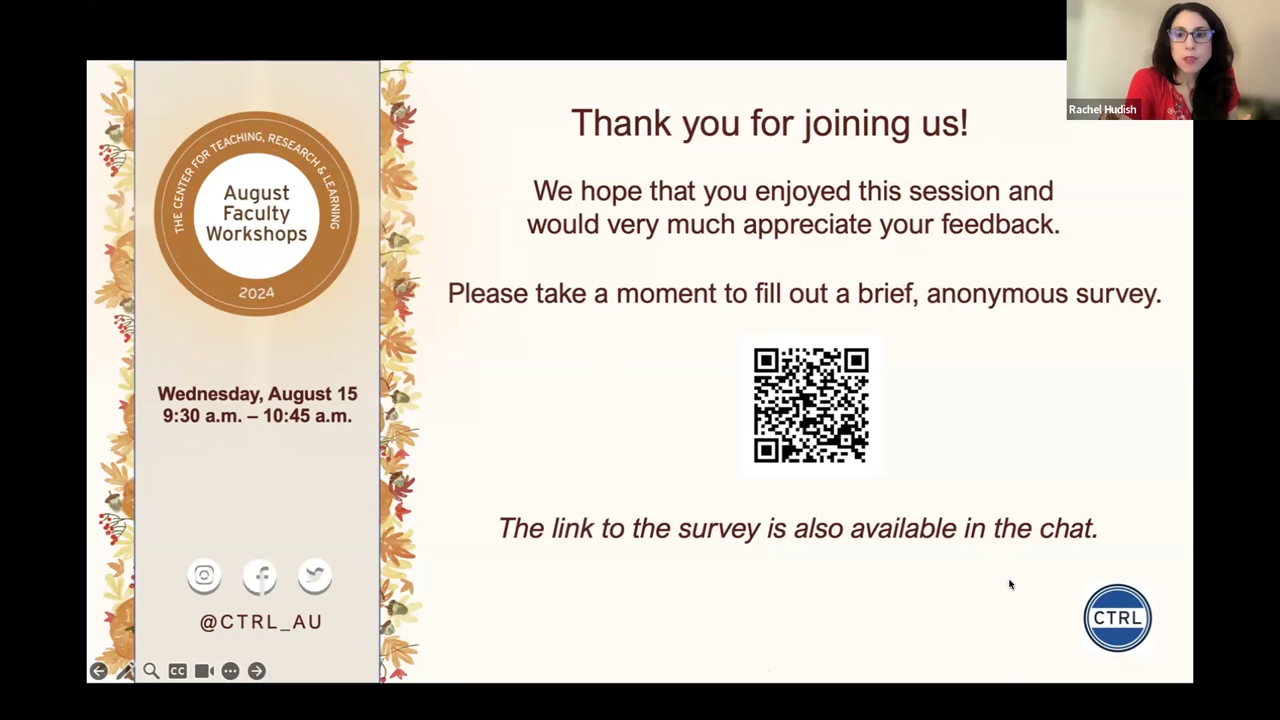 Rachel Hudish
THE CENTER FOR TEACHING, RESEARCH & LEARNING
August
Faculty
Workshops
2024
Wednesday, August 15
9:30 a.m. – 10:45 a.m.
@CTRL_AU
Thank you for joining us!
We hope that you enjoyed this session and
would very much appreciate your feedback.
Please take a moment to fill out a brief, anonymous survey.
The link to the survey is also available in the chat.
CTRL
CC